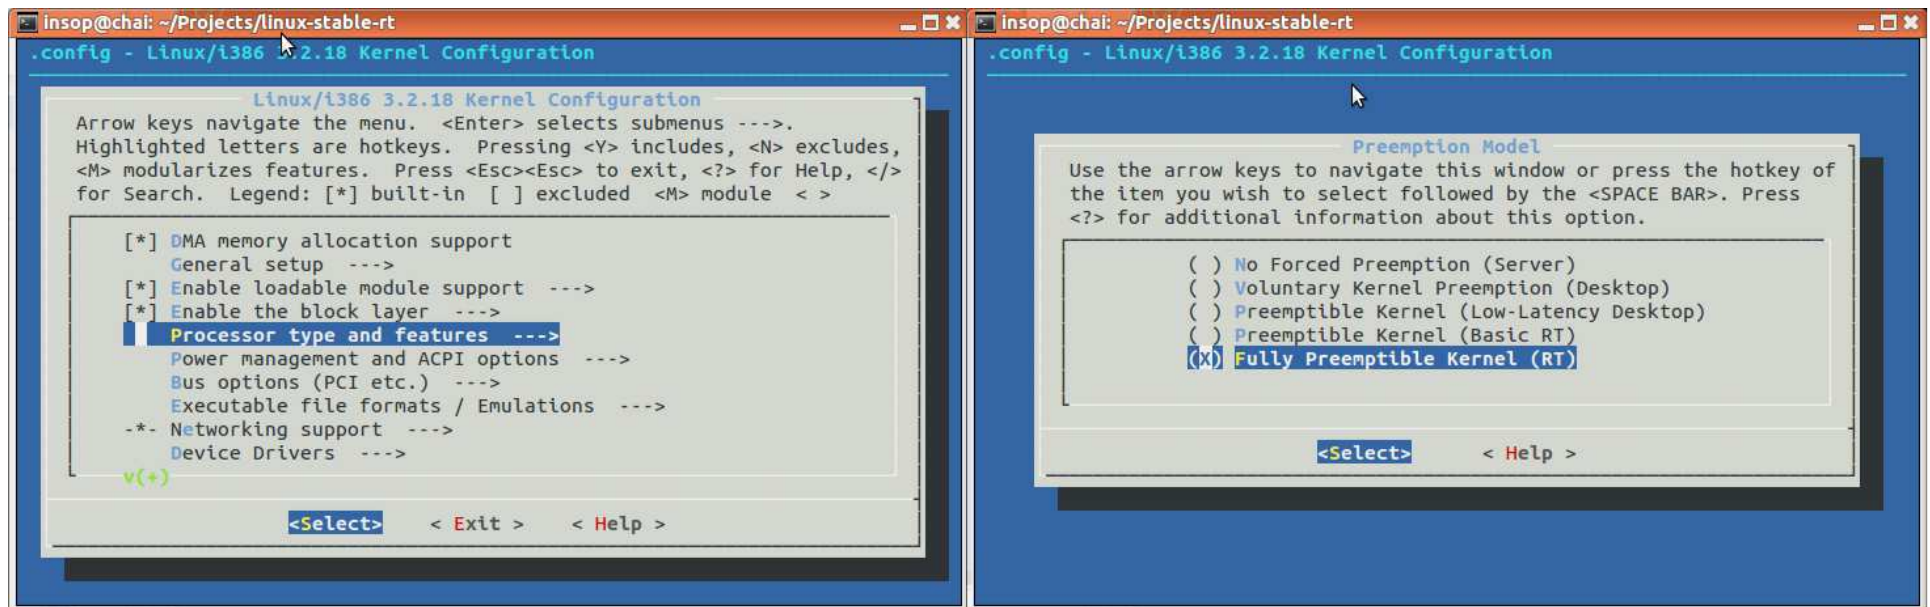 insop@chai: ~/Projects/linux-stable-rt
.config - Linux/i386 3.2.18 Kernel Configuration
Linux/i386 3.2.18 Kernel Configuration
Arrow keys navigate the menu.  <Enter> selects submenus --->.
Highlighted letters are hotkeys.  Pressing <Y> includes, <N> excludes,
<M> modularizes features.  Press <Esc><Esc> to exit, <?> for Help, </>
for Search.  Legend: [*] built-in  [ ] excluded  <M> module  < >
[*] DMA memory allocation support
General setup  --->
[*] Enable loadable module support  --->
[*] Enable the block layer  --->
Processor type and features  --->
Power management and ACPI options  --->
Bus options (PCI etc.)  --->
Executable file formats / Emulations  --->
-*- Networking support  --->
Device Drivers  --->
v(+)
<Select>    < Exit >    < Help >
insop@chai: ~/Projects/linux-stable-rt
.config - Linux/i386 3.2.18 Kernel Configuration
Preemption Model
Use the arrow keys to navigate this window or press the hotkey of
the item you wish to select followed by the <SPACE BAR>. Press
<?> for additional information about this option.
( ) No Forced Preemption (Server)
( ) Voluntary Kernel Preemption (Desktop)
( ) Preemptible Kernel (Low-Latency Desktop)
( ) Preemptible Kernel (Basic RT)
(X) Fully Preemptible Kernel (RT)
<Select>      < Help >